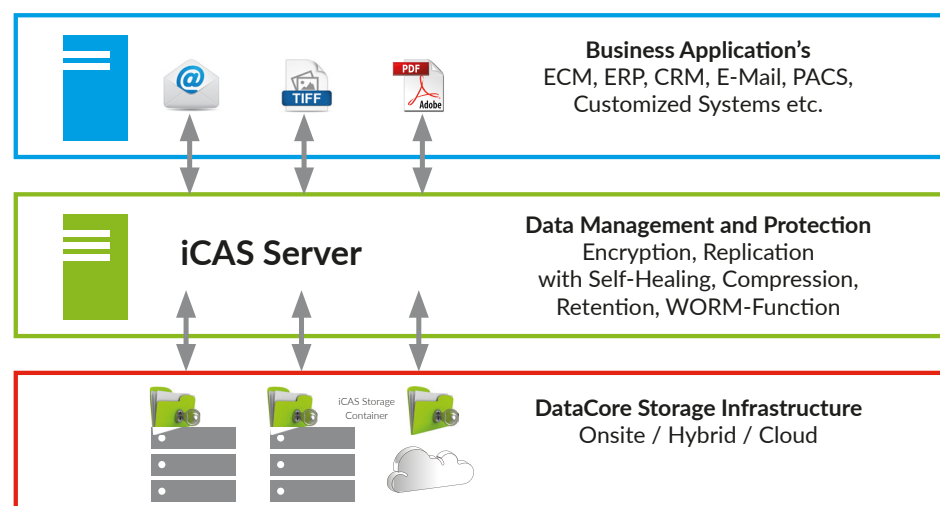 Business Application's
ECM, ERP, CRM, E-Mail, PACS,
Customized Systems etc.
@
TIFF
PDF
Adobe
iCAS Server
Data Management and Protection
Encryption, Replication
with Self-Healing, Compression,
Retention, WORM-Function
iCAS Storage
Container
DataCore Storage Infrastructure
Onsite / Hybrid / Cloud